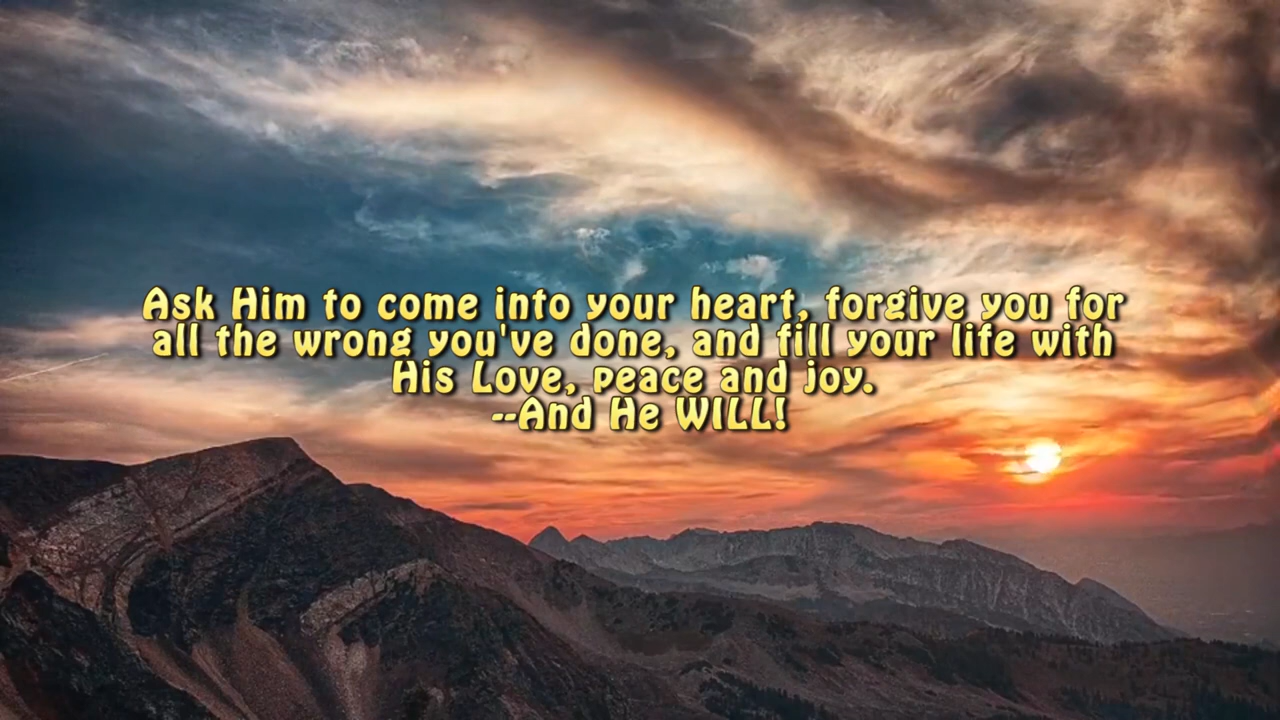 Ask Him to come into your heart, forgive you for
all the wrong you've done, and fill your life with
His Love, peace and joy.
--And He WILL!